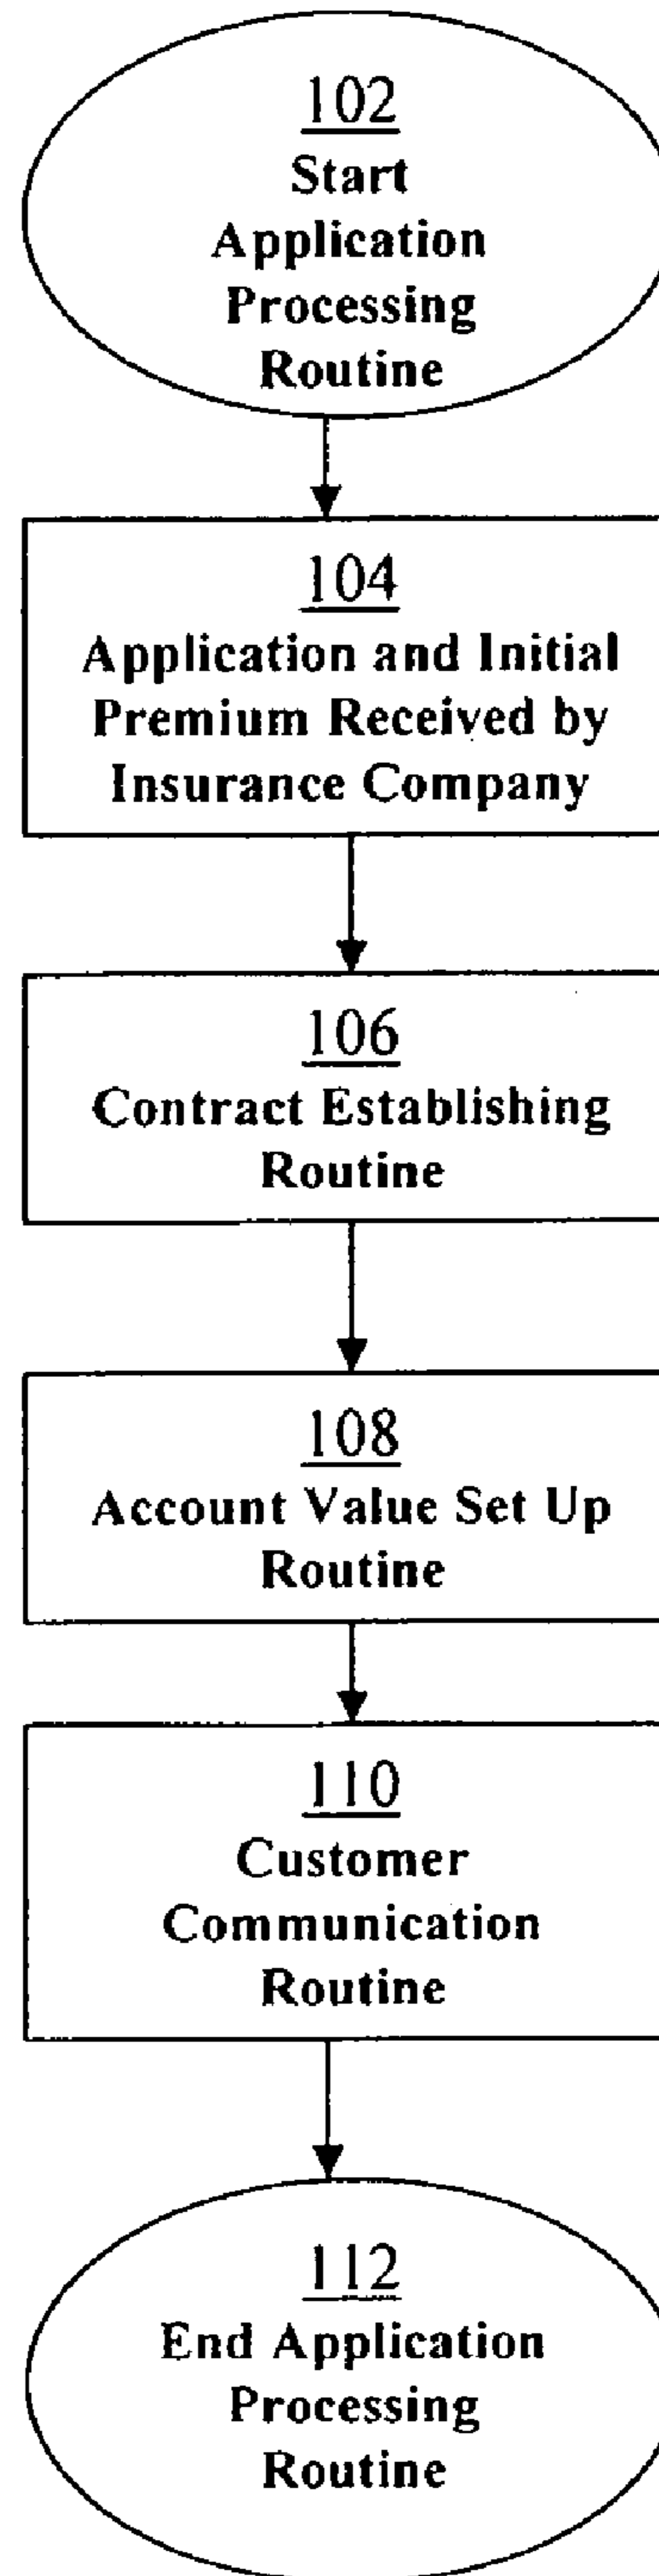 102
Start
Application
Processing
Routine
104
Application and Initial
Premium Received by
Insurance Company
106
Contract Establishing
Routine
108
Account Value Set Up
Routine
110
Customer
Communication
Routine
112
End Application
Processing
Routine